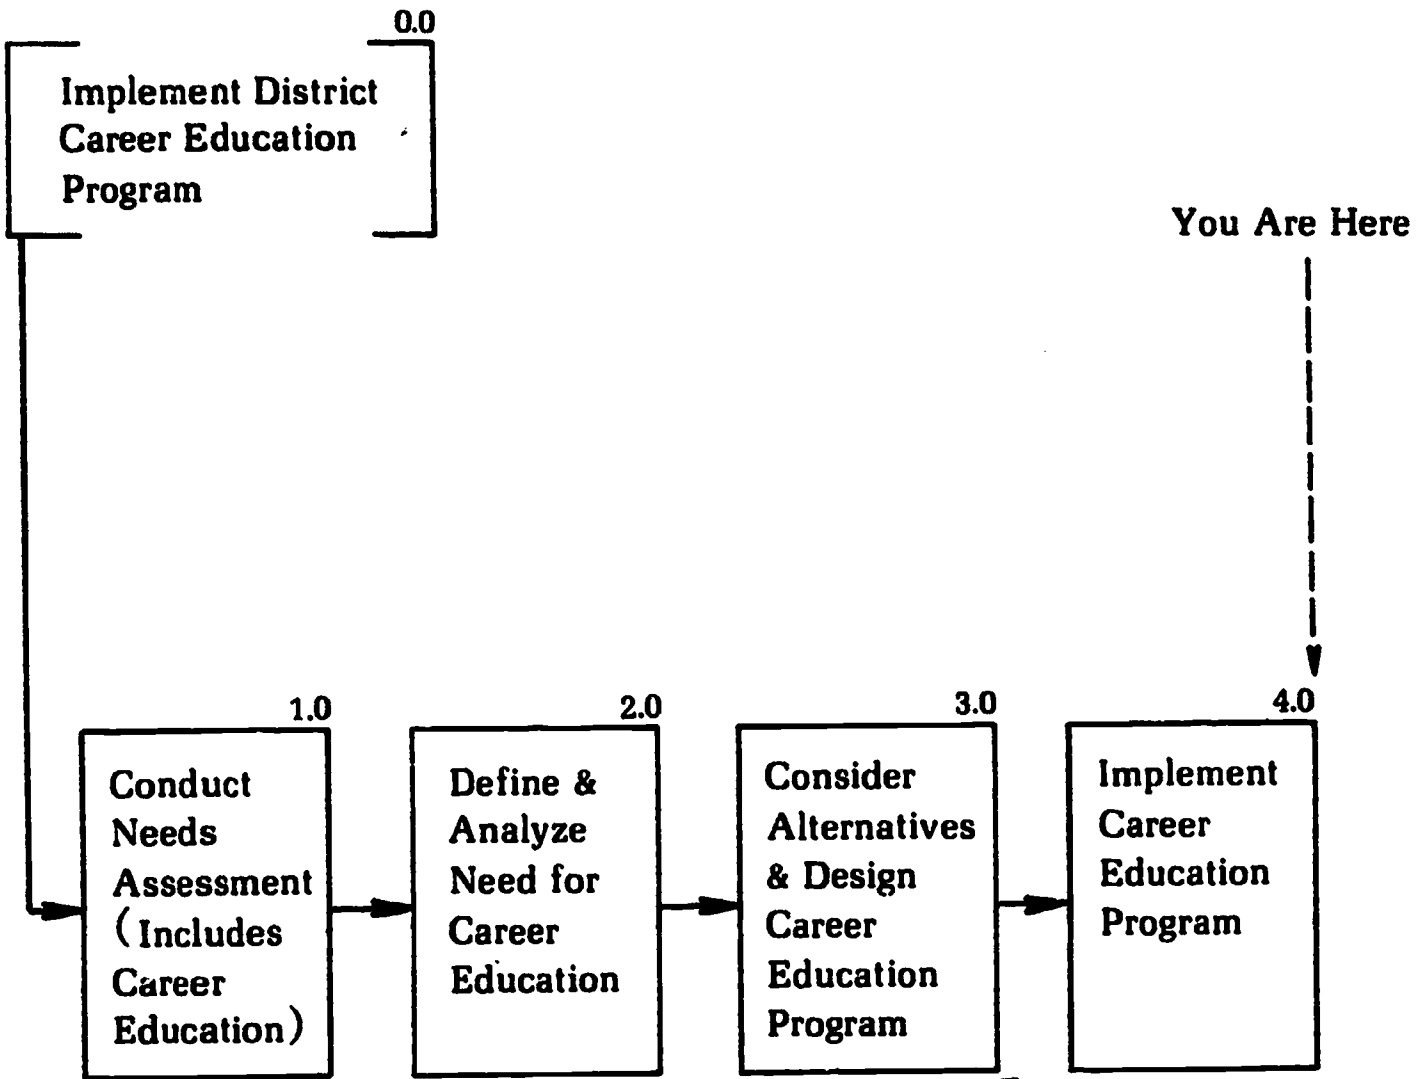 0.0
Implement District
Career Education
Program
You Are Here
1.0
Conduct
Needs
Assessment
(Includes
Career
Education)
2.0
Define &
Analyze
Need for
Career
Education
3.0
Consider
Alternatives
& Design
Career
Education
Program
4.0
Implement
Career
Education
Program